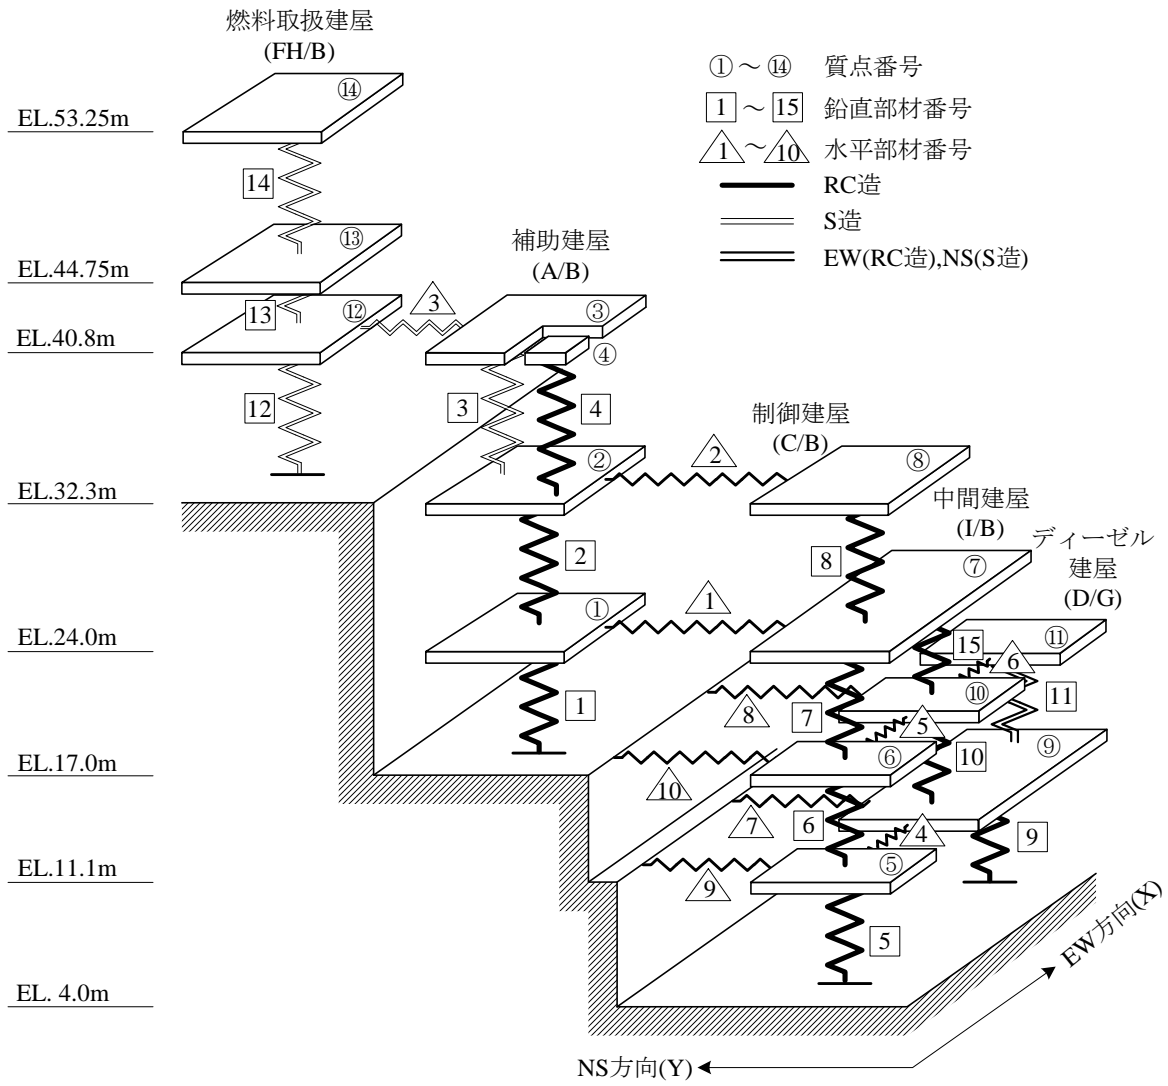 燃料取扱建屋
(FH/B)
①～⑭ 質点番号
1～15 鉛直部材番号
1～10 水平部材番号
RC造
S造
EW(RC造),NS(S造)
EL.53.25m
⑭
14
EL.44.75m
⑬
13
補助建屋
(A/B)
EL.40.8m
⑫
3
③
④
12
3
4
制御建屋
(C/B)
EL.32.3m
②
2
⑧
中間建屋
(I/B)
ディーゼル
建屋
(D/G)
2
8
⑦
EL.24.0m
①
1
15
⑪
6
1
8
7
⑩
11
5
EL.17.0m
10
⑥
10
⑨
7
6
4
9
EL.11.1m
9
⑤
5
EL. 4.0m
EW方向(X)
NS方向(Y)